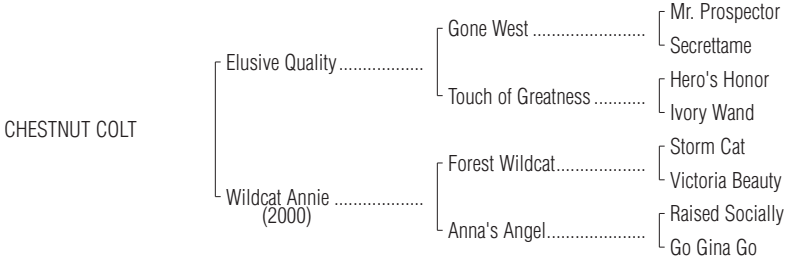 Mr. Prospector
Gone West ........................
Secrettame
Elusive Quality..................
Hero's Honor
Touch of Greatness ...........
Ivory Wand
CHESTNUT COLT
Storm Cat
Forest Wildcat...................
Victoria Beauty
Wildcat Annie ...................
(2000)
Raised Socially
Anna's Angel.....................
Go Gina Go